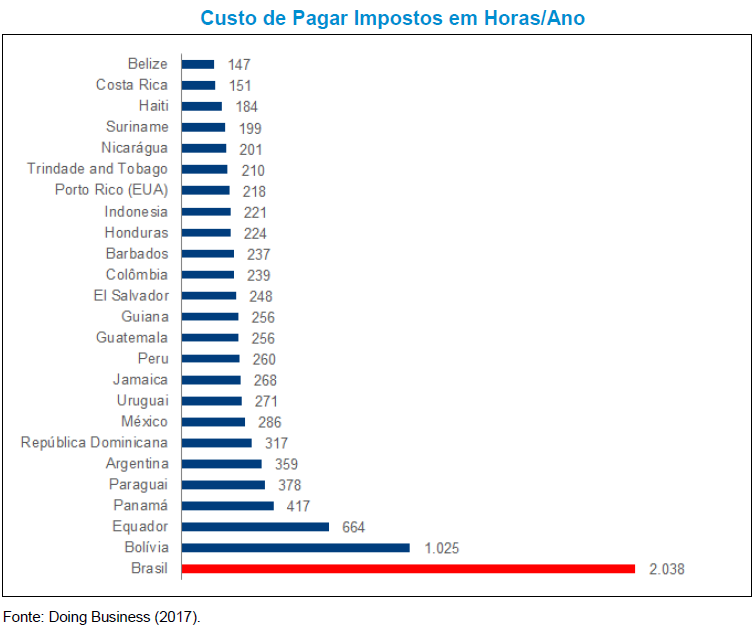 Custo de Pagar Impostos em Horas/Ano
Belize 147
Costa Rica 151
Haiti 184
Suriname 199
Nicarágua 201
Trindade and Tobago 210
Porto Rico (EUA) 218
Indonesia 221
Honduras 224
Barbados 237
Colômbia 239
El Salvador 248
Guiana 256
Guatemala 256
Peru 260
Jamaica 268
Uruguai 271
México 286
República Dominicana 317
Argentina 359
Paraguai 378
Panamá 417
Equador 664
Bolívia 1.025
Brasil 2.038
Fonte: Doing Business (2017).